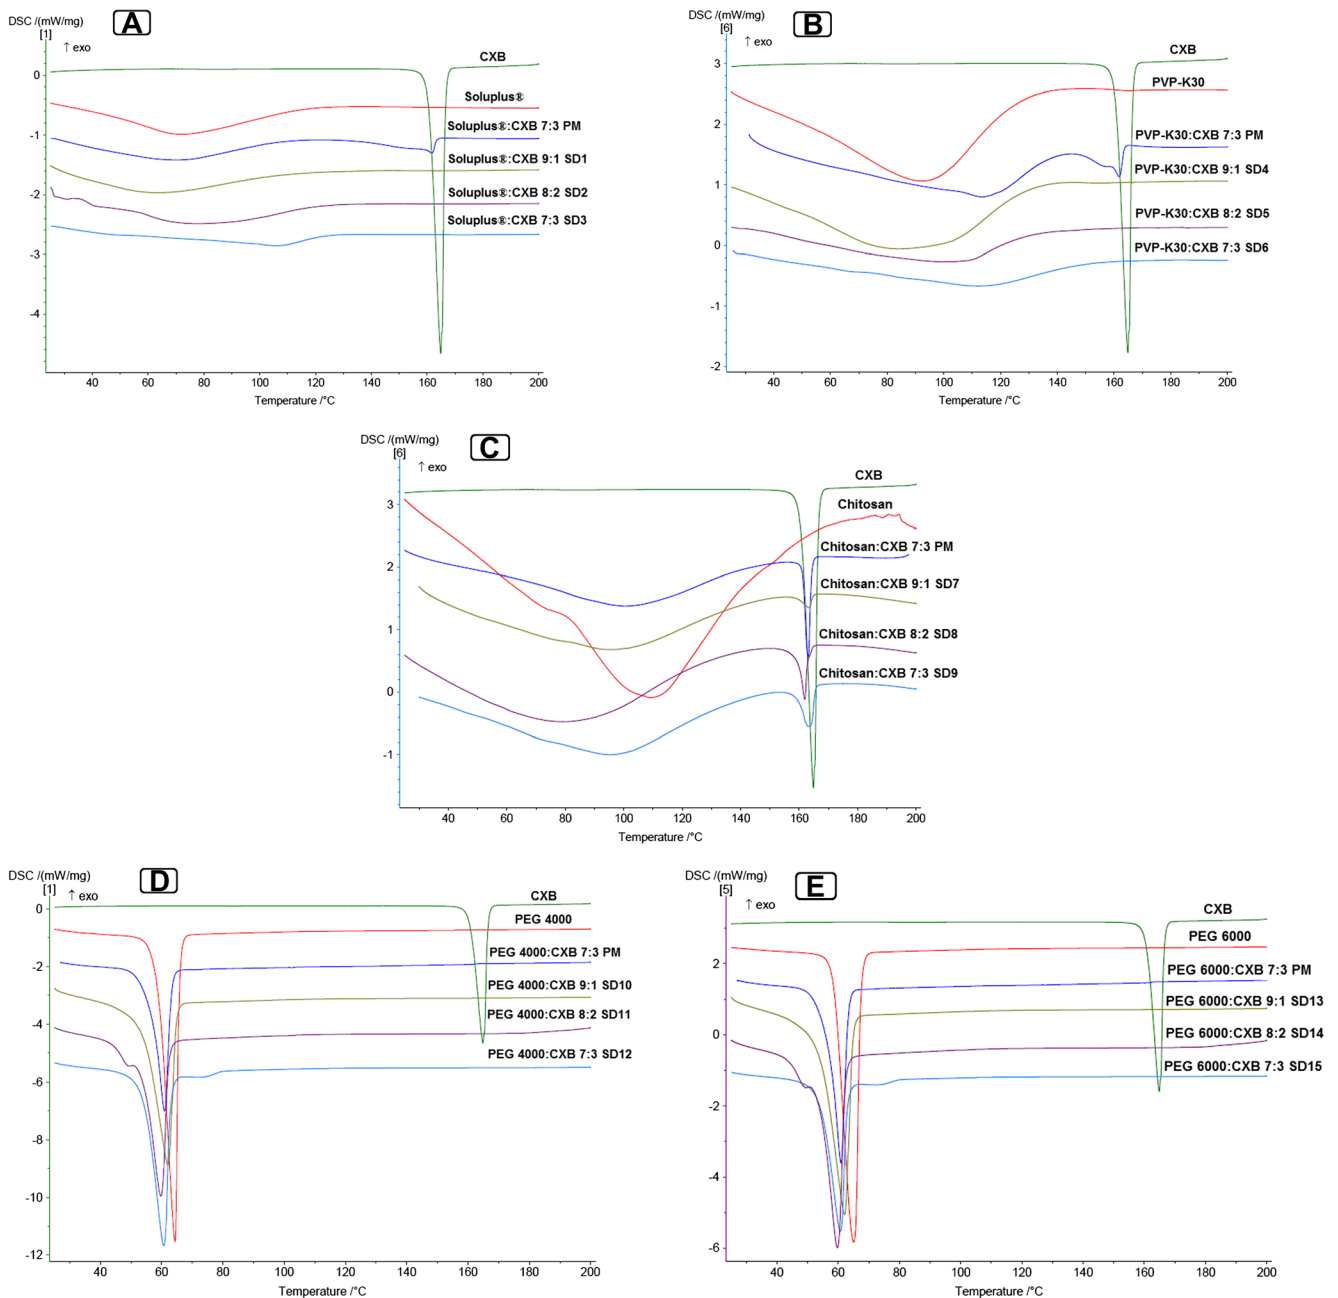 DSC /(mW/mg)
[1]
A
↑ exo
CXB
Soluplus®
Soluplus®:CXB 7:3 PM
Soluplus®:CXB 9:1 SD1
Soluplus®:CXB 8:2 SD2
Soluplus®:CXB 7:3 SD3
0
-1
-2
-3
-4
40 60 80 100 120 140 160 180 200
Temperature /°C
DSC /(mW/mg)
[6]
B
↑ exo
CXB
PVP-K30
PVP-K30:CXB 7:3 PM
PVP-K30:CXB 9:1 SD4
PVP-K30:CXB 8:2 SD5
PVP-K30:CXB 7:3 SD6
3
2
1
0
-1
-2
40 60 80 100 120 140 160 180 200
Temperature /°C
DSC /(mW/mg)
[6]
C
↑ exo
CXB
Chitosan
Chitosan:CXB 7:3 PM
Chitosan:CXB 9:1 SD7
Chitosan:CXB 8:2 SD8
Chitosan:CXB 7:3 SD9
3
2
1
0
-1
40 60 80 100 120 140 160 180 200
Temperature /°C
DSC /(mW/mg)
[1]
D
↑ exo
CXB
PEG 4000
PEG 4000:CXB 7:3 PM
PEG 4000:CXB 9:1 SD10
PEG 4000:CXB 8:2 SD11
PEG 4000:CXB 7:3 SD12
0
-2
-4
-6
-8
-10
-12
40 60 80 100 120 140 160 180 200
Temperature /°C
DSC /(mW/mg)
[5]
E
↑ exo
CXB
PEG 6000
PEG 6000:CXB 7:3 PM
PEG 6000:CXB 9:1 SD13
PEG 6000:CXB 8:2 SD14
PEG 6000:CXB 7:3 SD15
2
0
-2
-4
-6
40 60 80 100 120 140 160 180 200
Temperature /°C